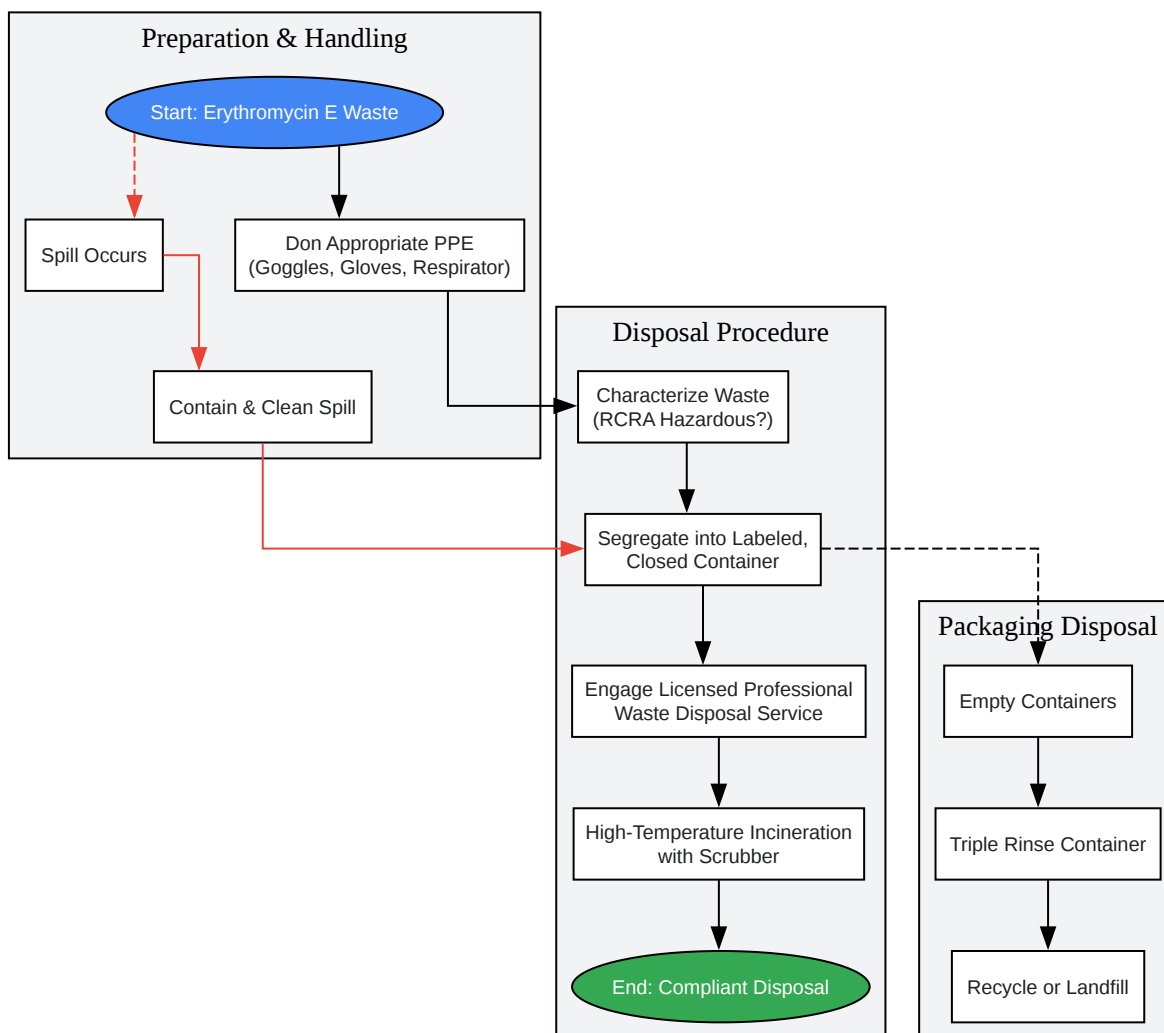 Preparation & Handling
Start: Erythromycin E Waste
Spill Occurs
Don Appropriate PPE
(Goggles, Gloves, Respirator)
Contain & Clean Spill
Disposal Procedure
Characterize Waste
(RCRA Hazardous?)
Segregate into Labeled,
Closed Container
Engage Licensed Professional
Waste Disposal Service
High-Temperature Incineration
with Scrubber
End: Compliant Disposal
Packaging Disposal
Empty Containers
Triple Rinse Container
Recycle or Landfill